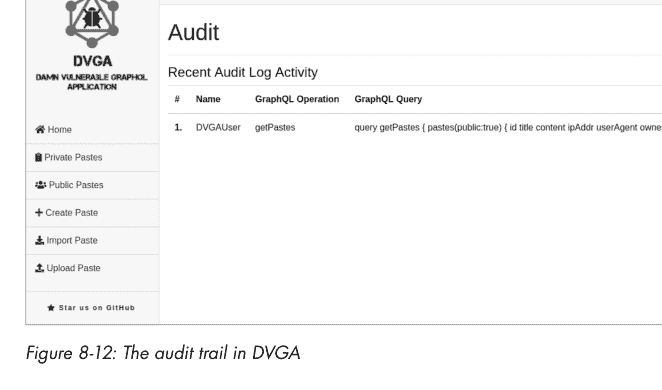 Audit
DVGA
DAMN VULNERABLE GRAPHQL
APPLICATION
Recent Audit Log Activity
# Name GraphQL Operation GraphQL Query
1. DVGAUser getPastes query getPastes { pastes(public:true) { id title content ipAddr userAgent owne
Home
Private Pastes
Public Pastes
Create Paste
Import Paste
Upload Paste
Star us on GitHub
Figure 8-12: The audit trail in DVGA